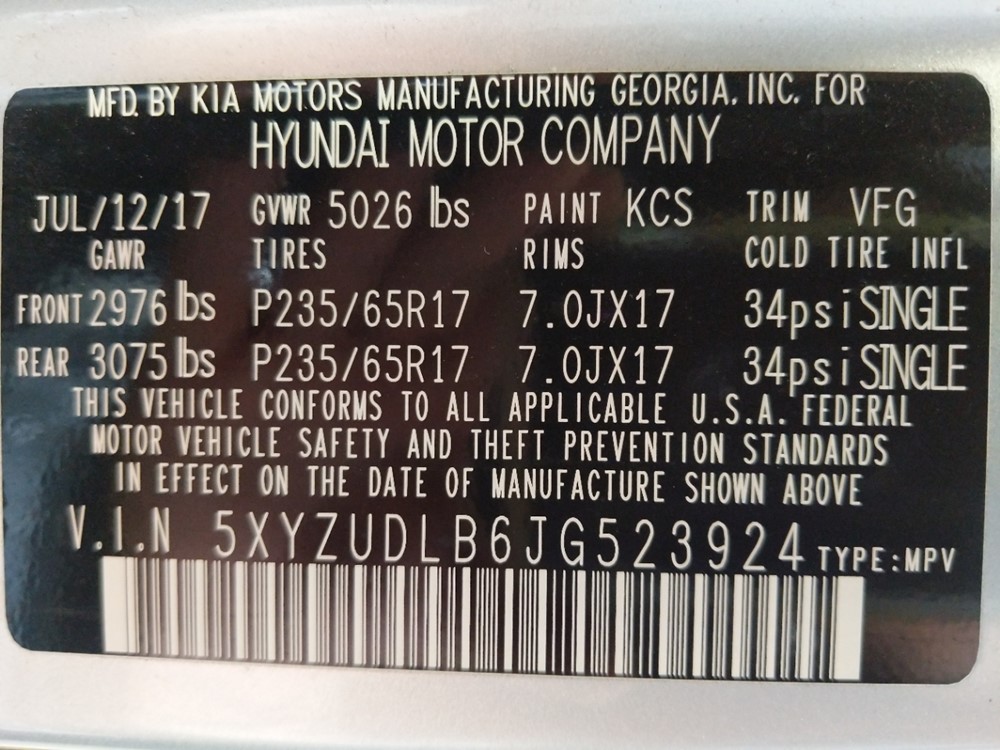 MFD. BY KIA MOTORS MANUFACTURING GEORGIA, INC. FOR
HYUNDAI MOTOR COMPANY
JUL/12/17 GVWR 5026 lbs PAINT KCS TRIM VFG
GAWR TIRES RIMS COLD TIRE INFL
FRONT 2976 lbs P235/65R17 7.0JX17 34psi SINGLE
REAR 3075 lbs P235/65R17 7.0JX17 34psi SINGLE
THIS VEHICLE CONFORMS TO ALL APPLICABLE U.S.A. FEDERAL
MOTOR VEHICLE SAFETY AND THEFT PREVENTION STANDARDS
IN EFFECT ON THE DATE OF MANUFACTURE SHOWN ABOVE
V.I.N 5XYZUDLB6JG523924 TYPE:MPV